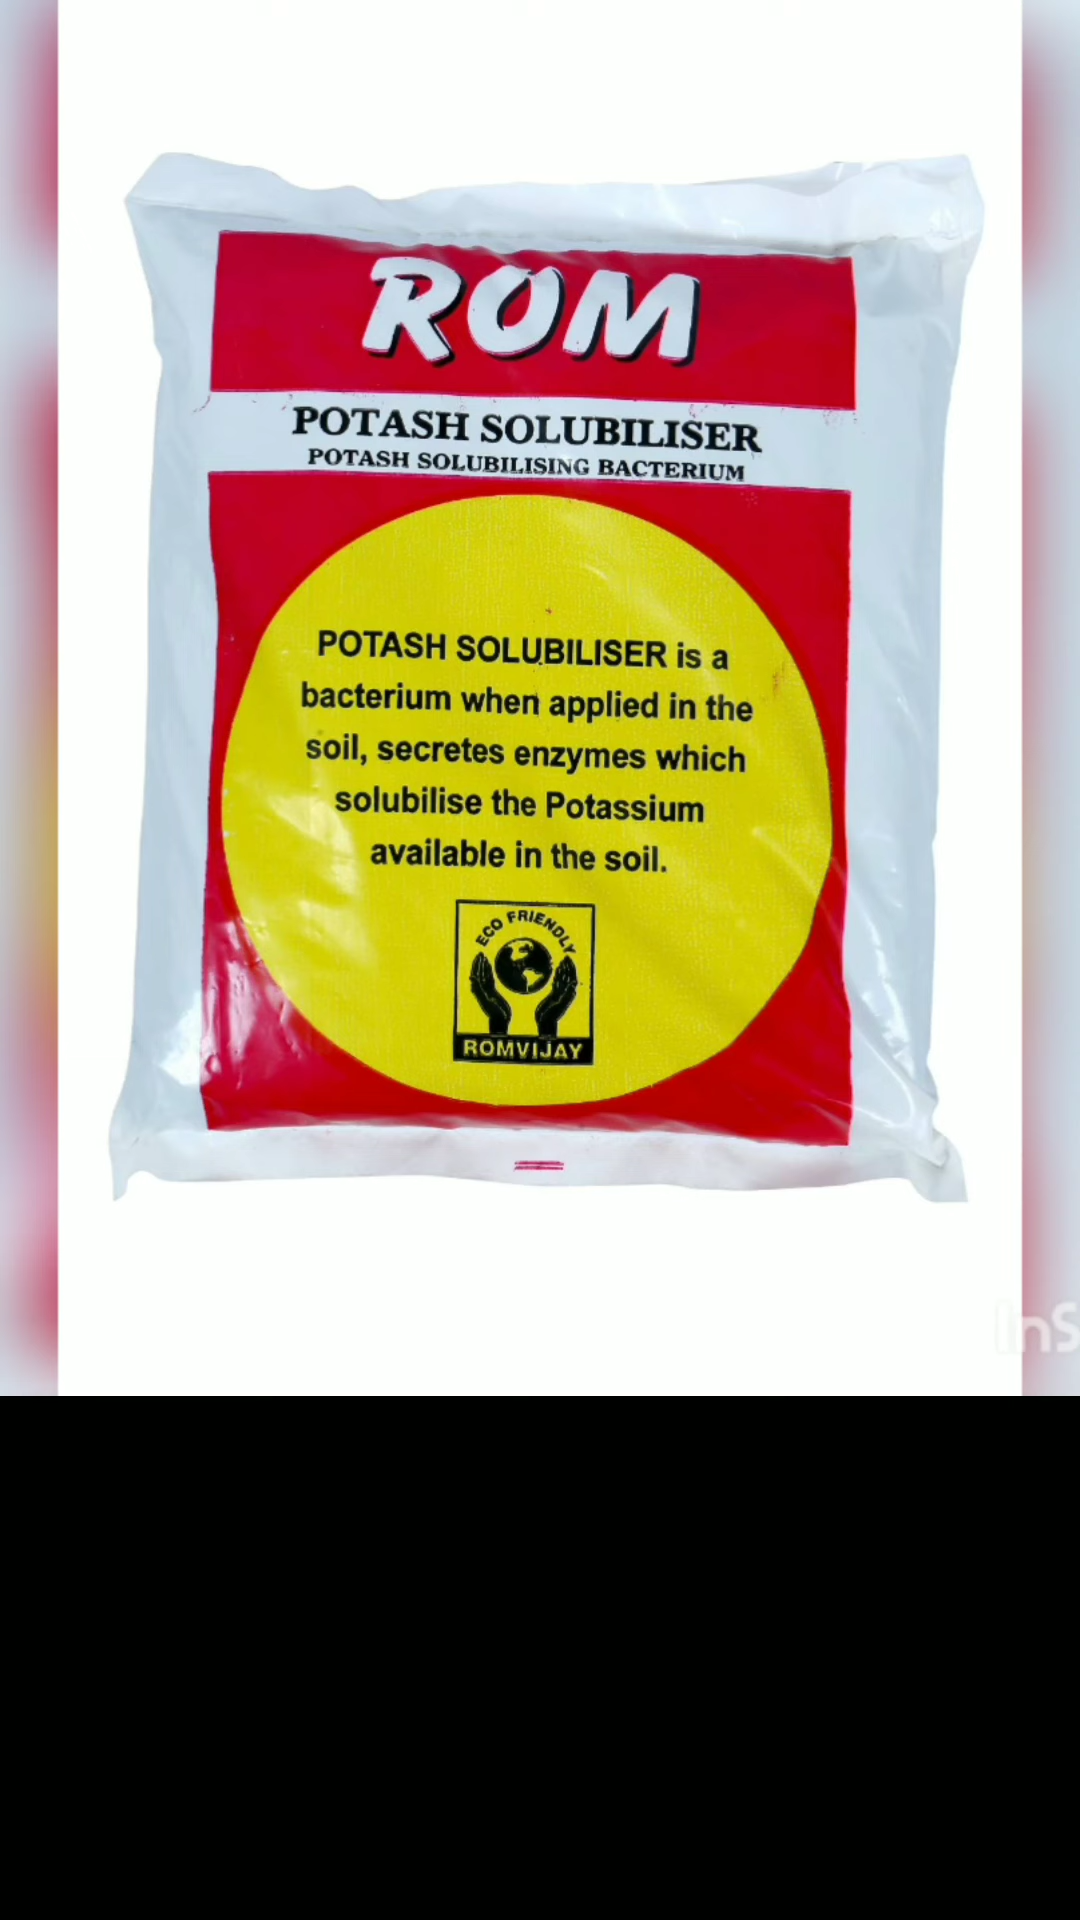 ROM
POTASH SOLUBILISER
POTASH SOLUBILISING BACTERIUM
POTASH SOLUBILISER is a
bacterium when applied in the
soil, secretes enzymes which
solubilise the Potassium
available in the soil.
ECO FRIENDLY
ROMVIJAY
InS